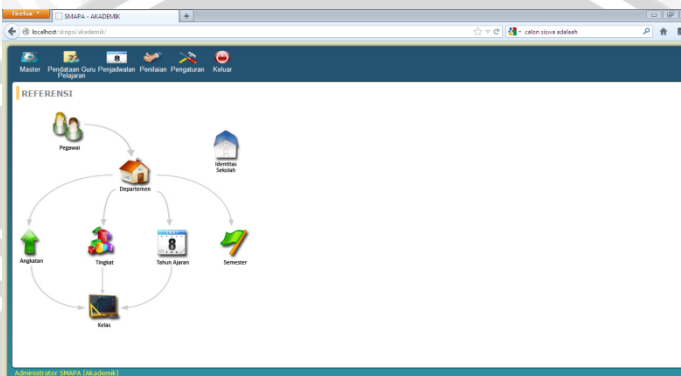 Firefox
SMAPA - AKADEMIK
localhost/skripsi/akademik/
calon siswa adalah
Master
Pendataan Guru
Pelajaran
Penjadwalan
Penilaian
Pengaturan
Keluar
REFERENSI
Pegawai
Identitas
Sekolah
Departemen
Angkatan
Tingkat
Tahun Ajaran
8
Semester
Kelas
Administrator SMAPA (Akademik)